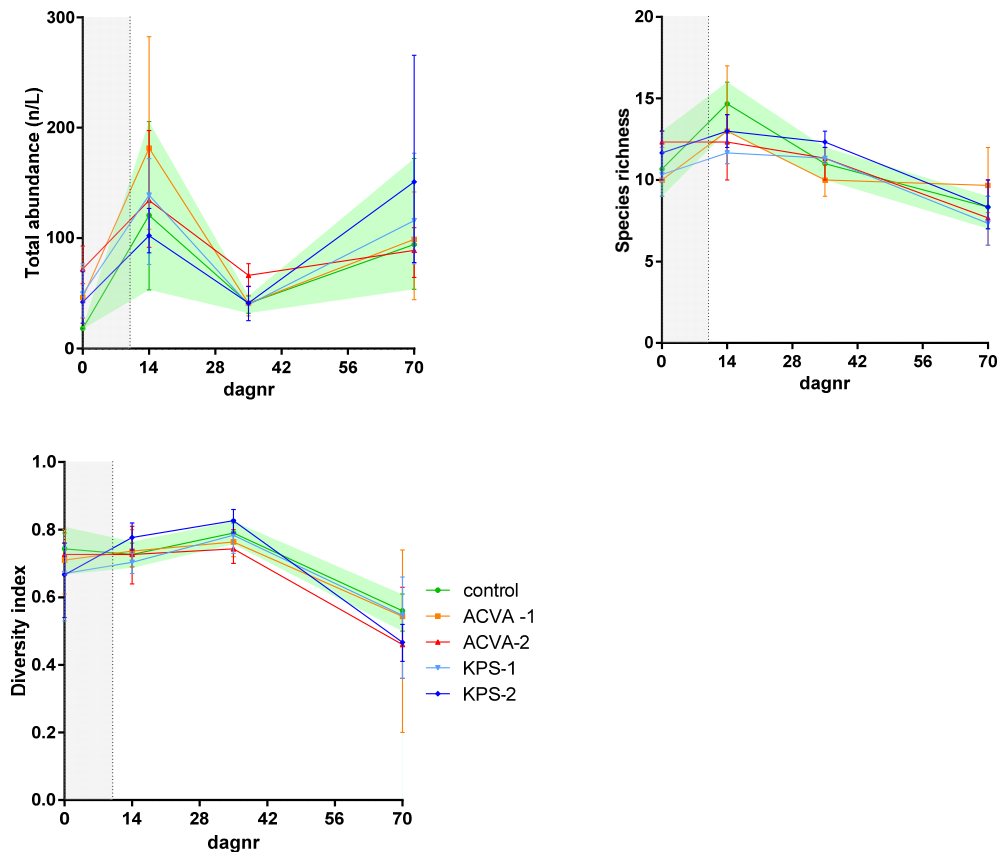 Total abundance (n/L)
300
200
100
0
0 14 28 42 56 70
dagnr
Species richness
20
15
10
5
0
0 14 28 42 56 70
dagnr
Diversity index
1.0
0.8
0.6
0.4
0.2
0.0
0 14 28 42 56 70
dagnr
control
ACVA -1
ACVA-2
KPS-1
KPS-2